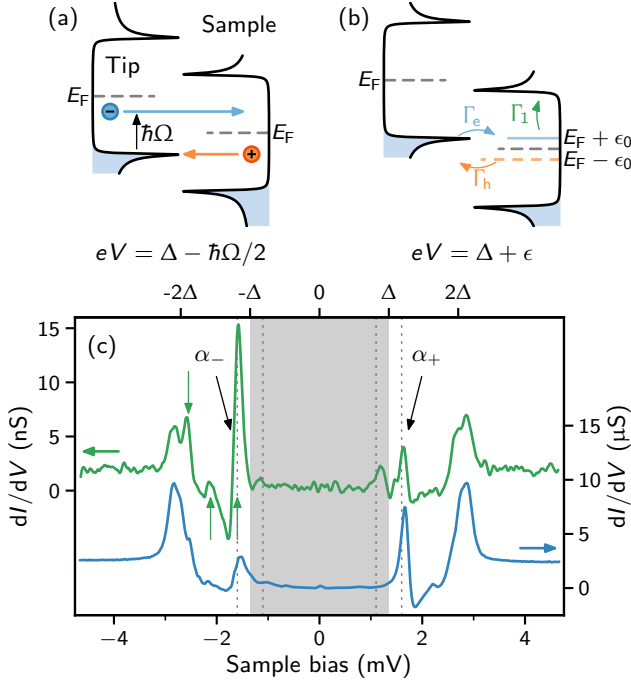 (a)
Sample
Tip
E_F
ℏΩ
E_F
eV = Δ − ℏΩ/2
(b)
E_F
Γ_e
Γ_1
E_F + ϵ_0
E_F − ϵ_0
Γ_h
eV = Δ + ϵ
-2Δ -Δ 0 Δ 2Δ
(c)
α_−
α_+
dI/dV (nS)
15
10
5
0
dI/dV (µS)
15
10
5
0
−4 −2 0 2 4
Sample bias (mV)